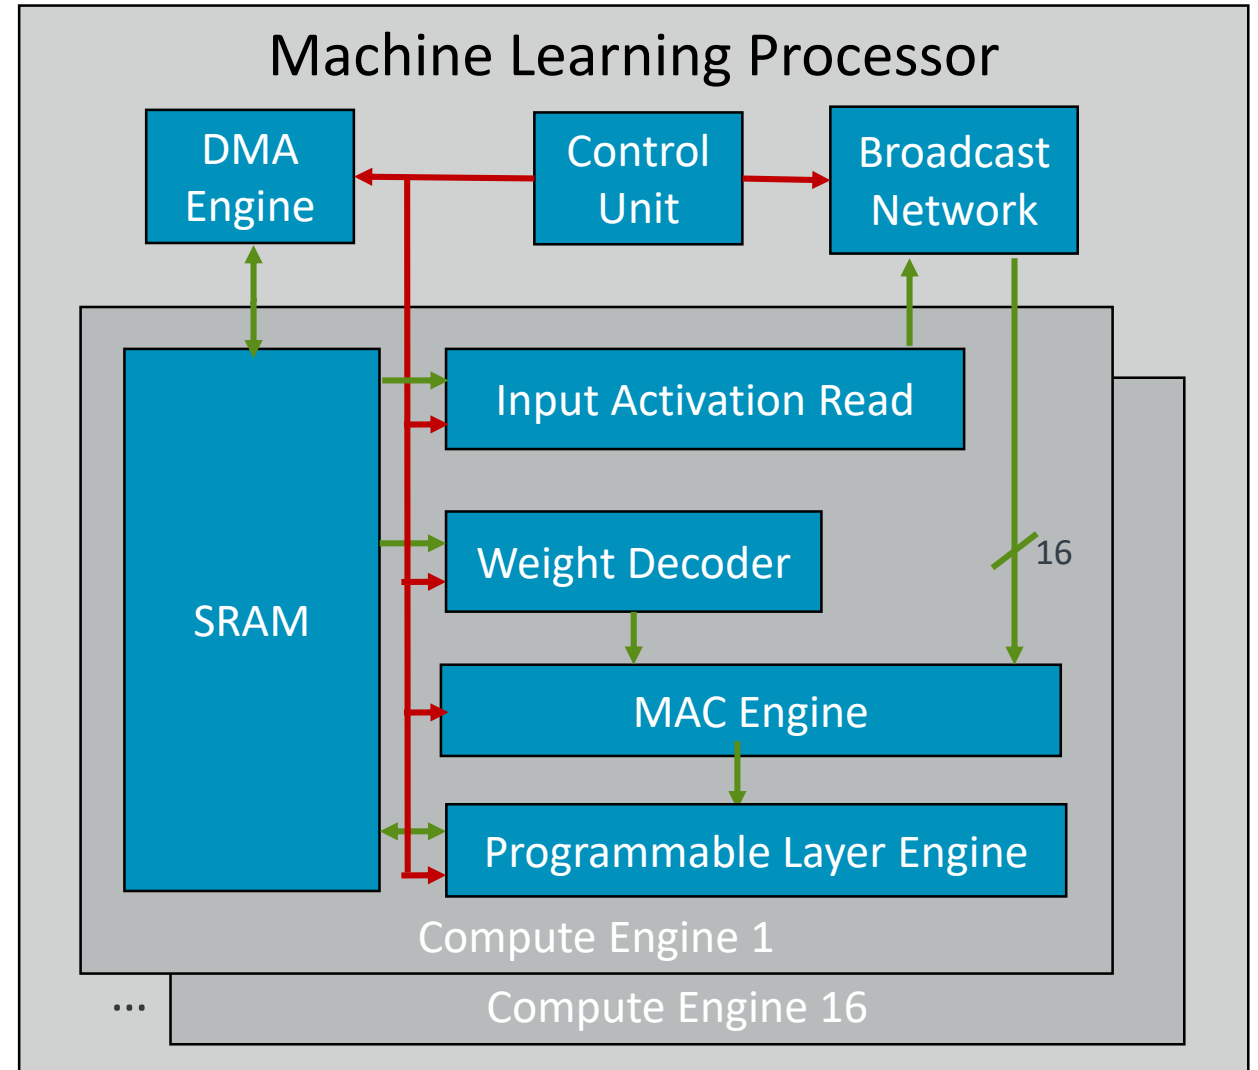 Machine Learning Processor
DMA
Engine
Control
Unit
Broadcast
Network
Input Activation Read
Weight Decoder
16
SRAM
MAC Engine
Programmable Layer Engine
Compute Engine 1
...
Compute Engine 16